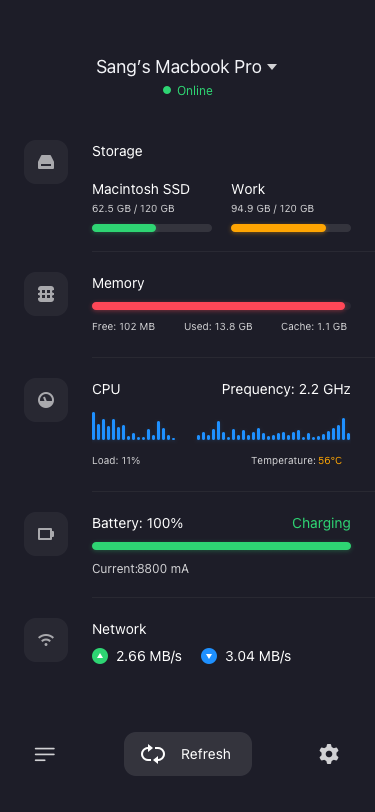 Sang’s Macbook Pro
Online
Storage
Macintosh SSD Work
62.5 GB / 120 GB 94.9 GB / 120 GB
Memory
Free: 102 MB Used: 13.8 GB Cache: 1.1 GB
CPU Prequency: 2.2 GHz
Load: 11% Temperature: 56°C
Battery: 100% Charging
Current:8800 mA
Network
2.66 MB/s 3.04 MB/s
Refresh